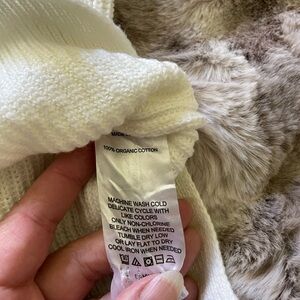 MADE
100% ORGANIC COTTON
MACHINE WASH COLD
DELICATE CYCLE WITH
LIKE COLORS
ONLY NON-CHLORINE
BLEACH WHEN NEEDED
TUMBLE DRY LOW
OR LAY FLAT TO DRY
COOL IRON WHEN NEEDED